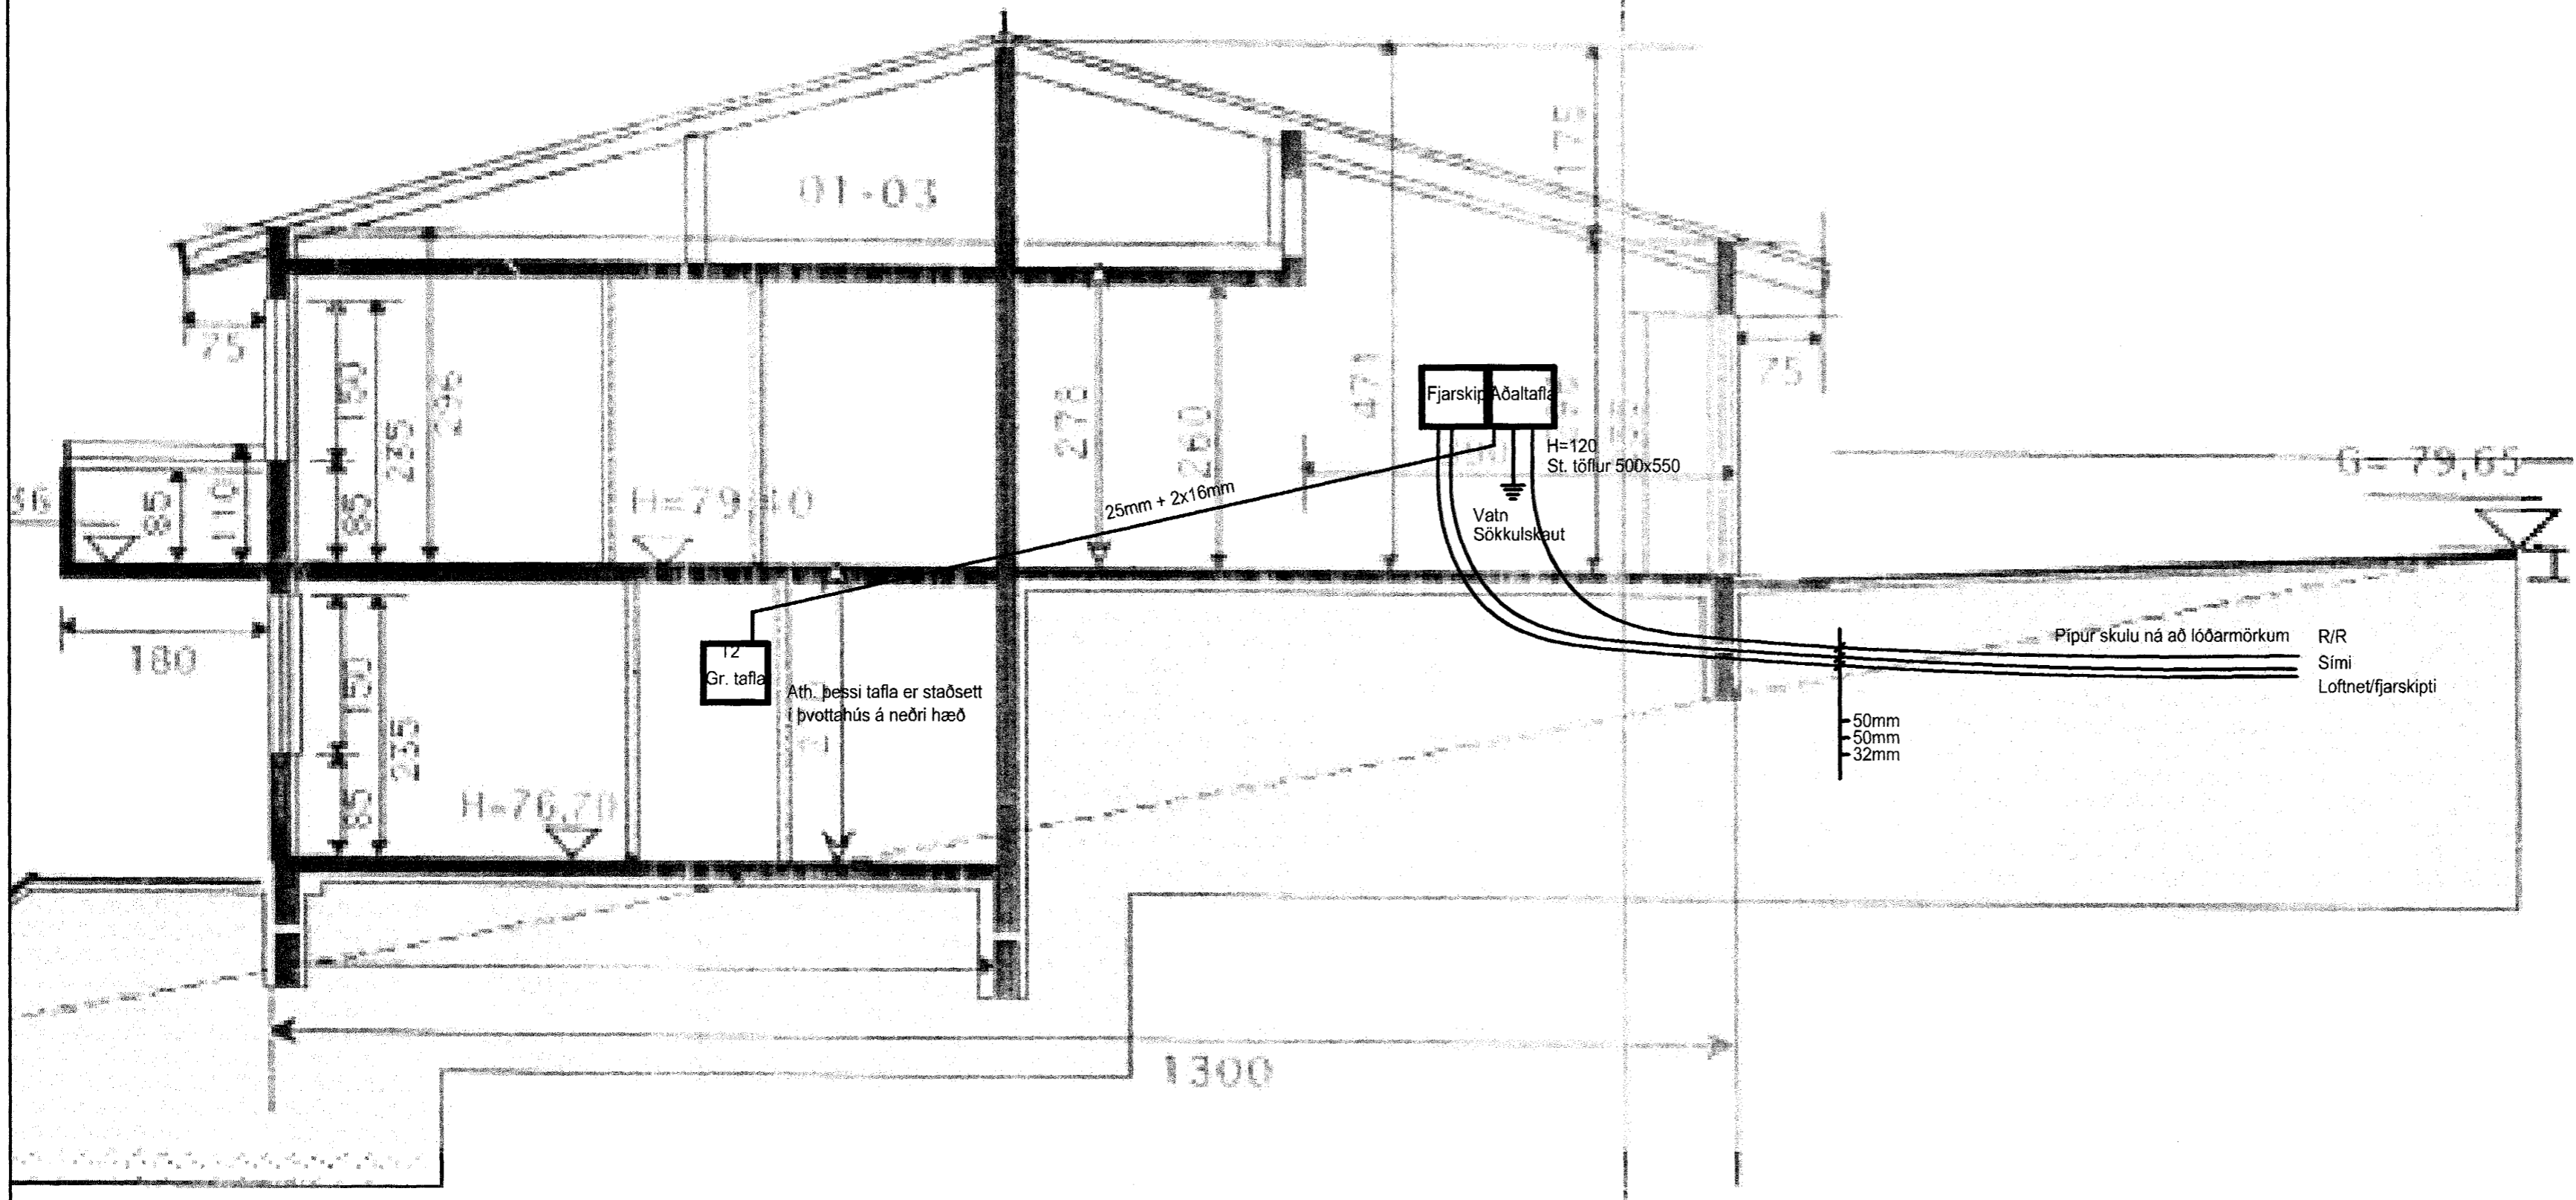 01-03
175
75
75
150
235
295
278
260
471
Fjarskip
Aðaltafla
H=120
St. töflur 500x550
G= 79,65
25mm + 2x16mm
Vatn
Sökkulskaut
H=79,40
85
110
85
180
T2
Gr. tafla
Ath. þessi tafla er staðsett
í þvottahús á neðri hæð
150
235
85
H=76,70
Pípur skulu ná að lóðarmörkum
R/R
Sími
Loftnet/fjarskipti
50mm
50mm
32mm
1300